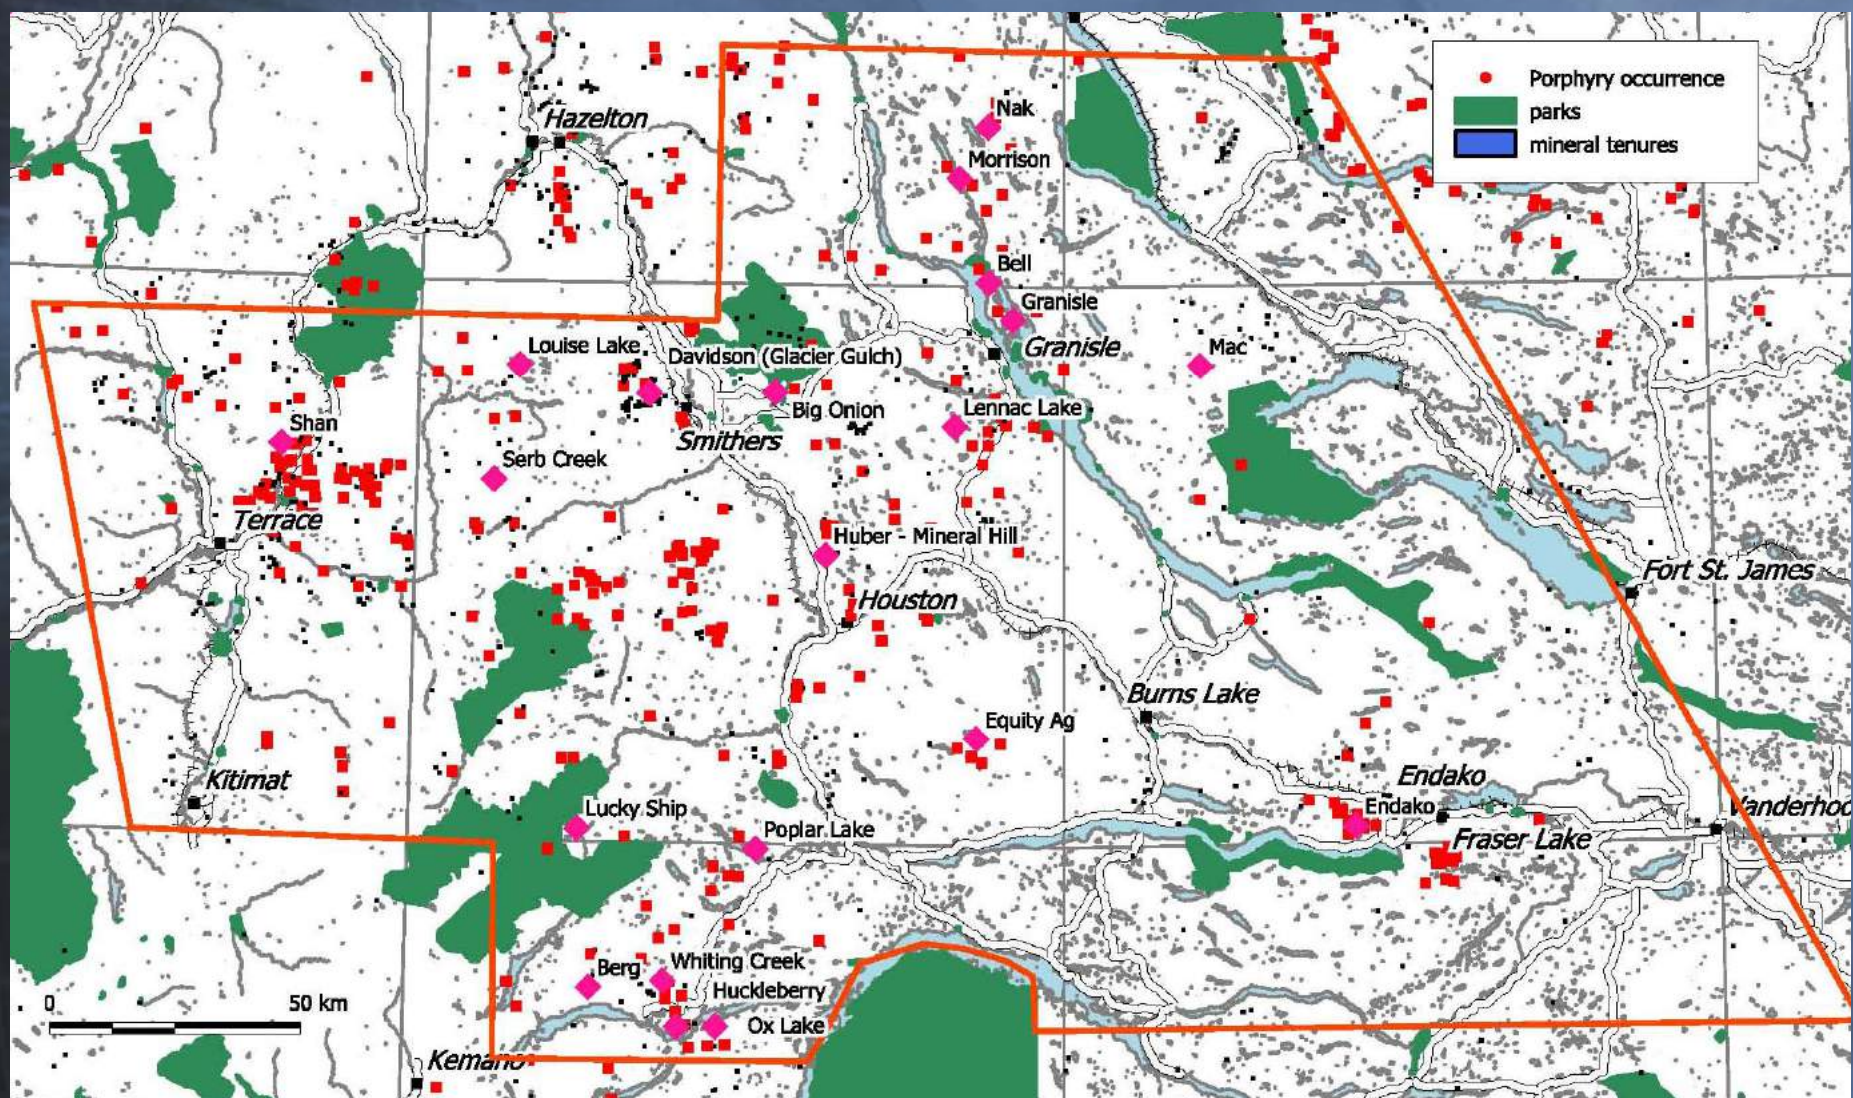 Porphyry occurrence
parks
mineral tenures
Hazelton
Nak
Morrison
Bell
Granisle
Granisle
Louise Lake
Davidson (Glacier Gulch)
Mac
Big Onion
Lennac Lake
Shan
Smithers
Serb Creek
Terrace
Huber - Mineral Hill
Houston
Fort St. James
Burns Lake
Equity Ag
Kitimat
Endako
Endako
Lucky Ship
Poplar Lake
Fraser Lake
Vanderhoo
Berg
Whiting Creek
Huckleberry
Ox Lake
0 50 km
Kemano